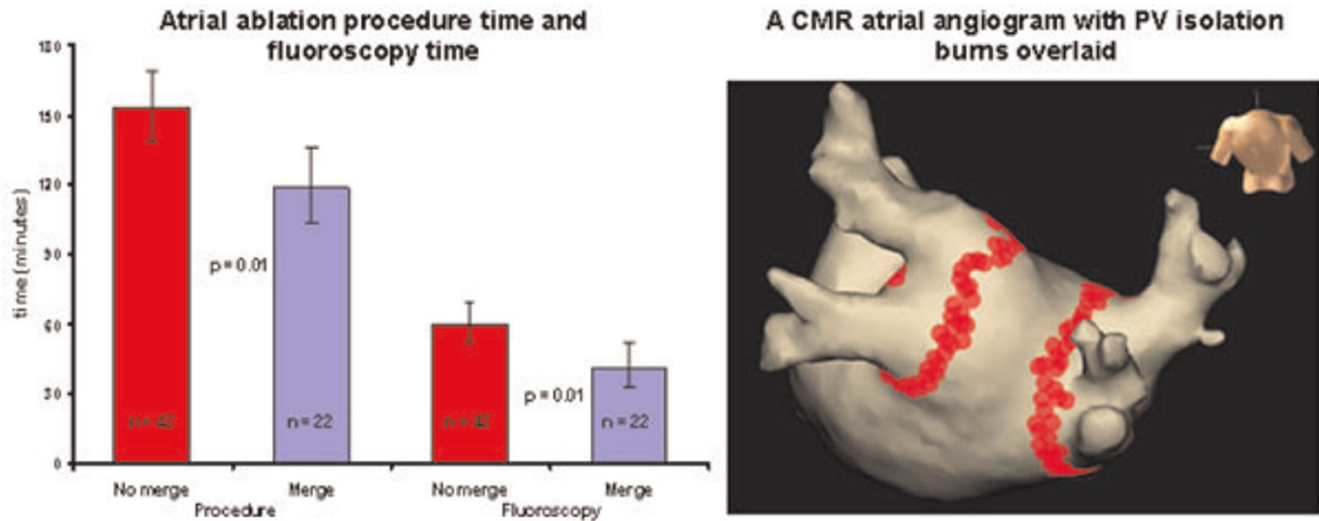 Atrial ablation procedure time and
fluoroscopy time
180
150
120
90
60
30
0
time (minutes)
p = 0.01
p = 0.01
n = 42
n = 22
n = 42
n = 22
No merge
Merge
No merge
Merge
Procedure
Fluoroscopy
A CMR atrial angiogram with PV isolation
burns overlaid